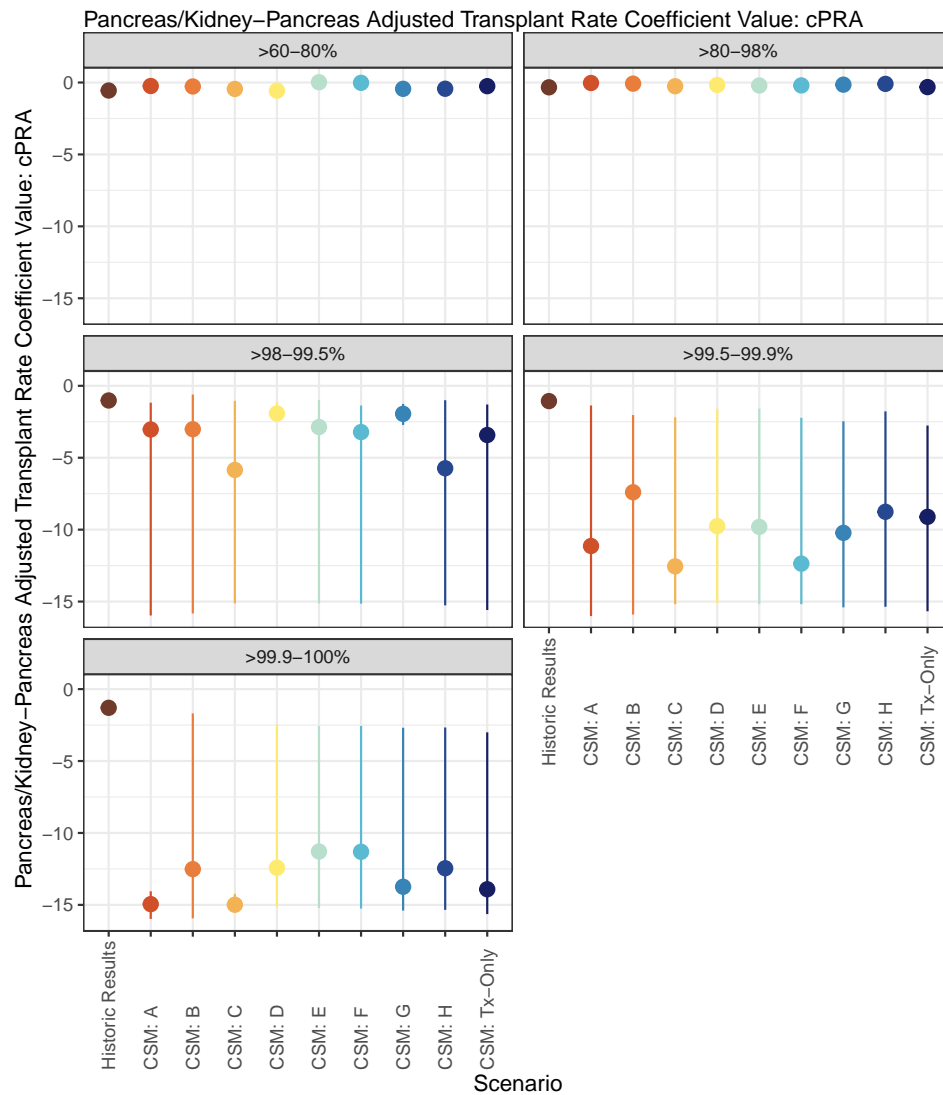 Pancreas/Kidney−Pancreas Adjusted Transplant Rate Coefficient Value: cPRA
Pancreas/Kidney−Pancreas Adjusted Transplant Rate Coefficient Value: cPRA
>60−80%
>80−98%
0
−5
−10
−15
>98−99.5%
>99.5−99.9%
0
−5
−10
−15
>99.9−100%
0
−5
−10
−15
Historic Results
CSM: A
CSM: B
CSM: C
CSM: D
CSM: E
CSM: F
CSM: G
CSM: H
CSM: Tx−Only
Historic Results
CSM: A
CSM: B
CSM: C
CSM: D
CSM: E
CSM: F
CSM: G
CSM: H
CSM: Tx−Only
Scenario